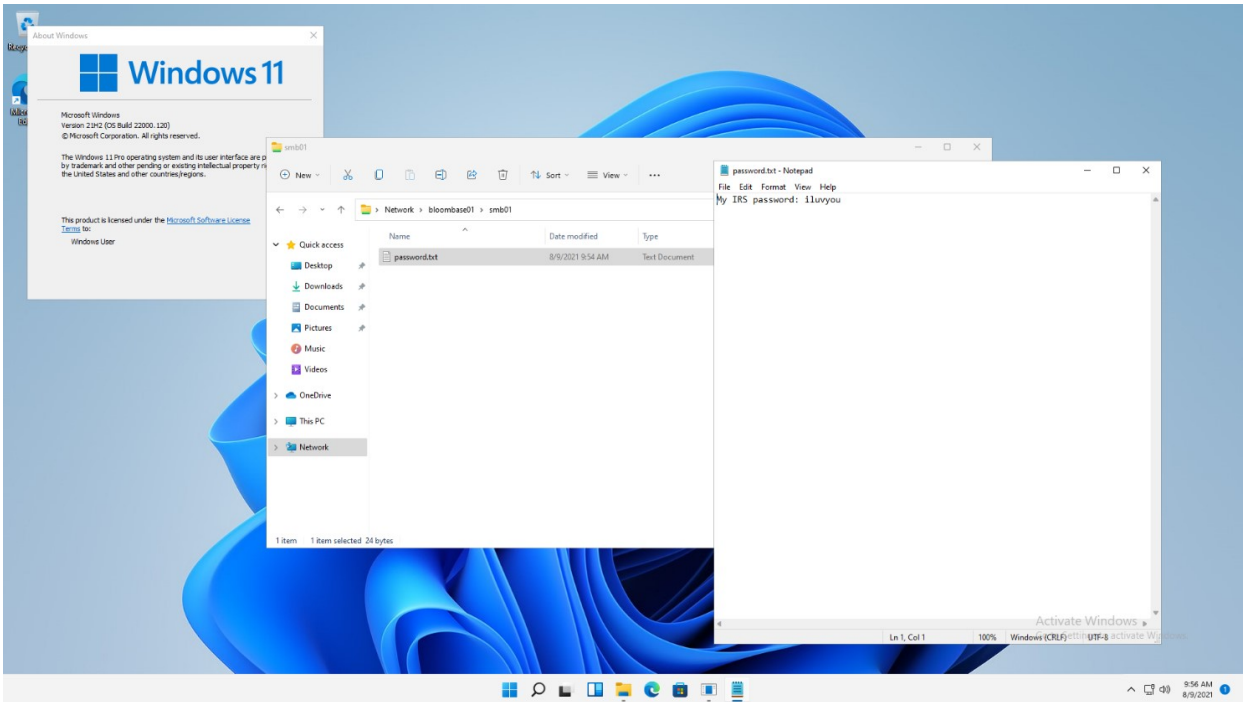 About Windows
Windows 11
Microsoft Windows
Version 21H2 (OS Build 22000.120)
© Microsoft Corporation. All rights reserved.
The Windows 11 Pro operating system and its user interface are
by trademark and other pending or existing intellectual property
the United States and other countries/regions.
This product is licensed under the Microsoft Software License
Terms to:
Windows User
smb01
New
Sort
View
Network › bloombase01 › smb01
Name Date modified Type
password.txt 8/9/2021 9:54 AM Text Document
Quick access
Desktop
Downloads
Documents
Pictures
Music
Videos
OneDrive
This PC
Network
1 item 1 item selected 24 bytes
password.txt - Notepad
File Edit Format View Help
My IRS password: iluvyou
Activate Windows
Ln 1, Col 1 100% Windows (CRLF) UTF-8
activate
9:56 AM
8/9/2021
1